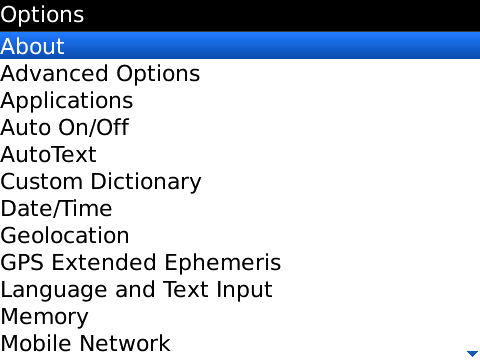 Options
About
Advanced Options
Applications
Auto On/Off
AutoText
Custom Dictionary
Date/Time
Geolocation
GPS Extended Ephemeris
Language and Text Input
Memory
Mobile Network